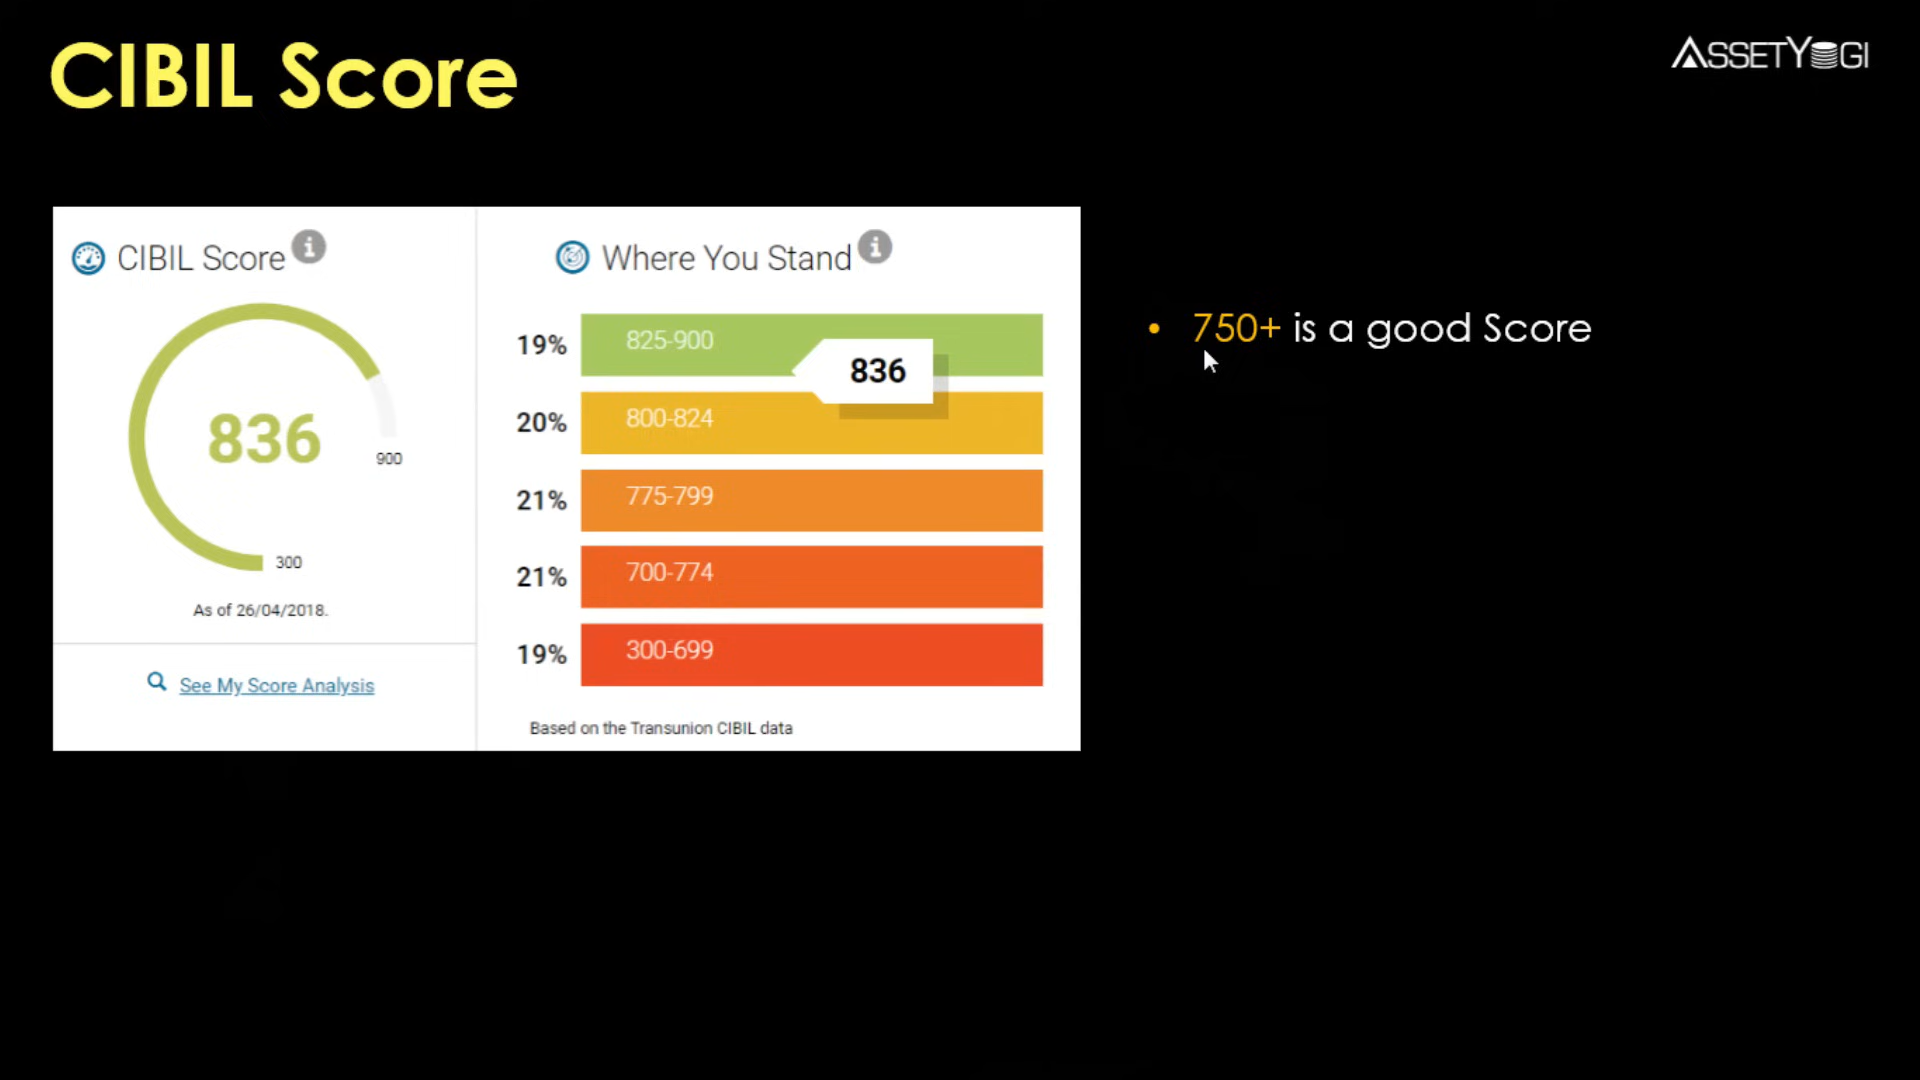 CIBIL Score
ASSETYOGI
CIBIL Score
836
900
300
As of 26/04/2018.
See My Score Analysis
Where You Stand
19% 825-900
836
20% 800-824
21% 775-799
21% 700-774
19% 300-699
Based on the Transunion CIBIL data
• 750+ is a good Score